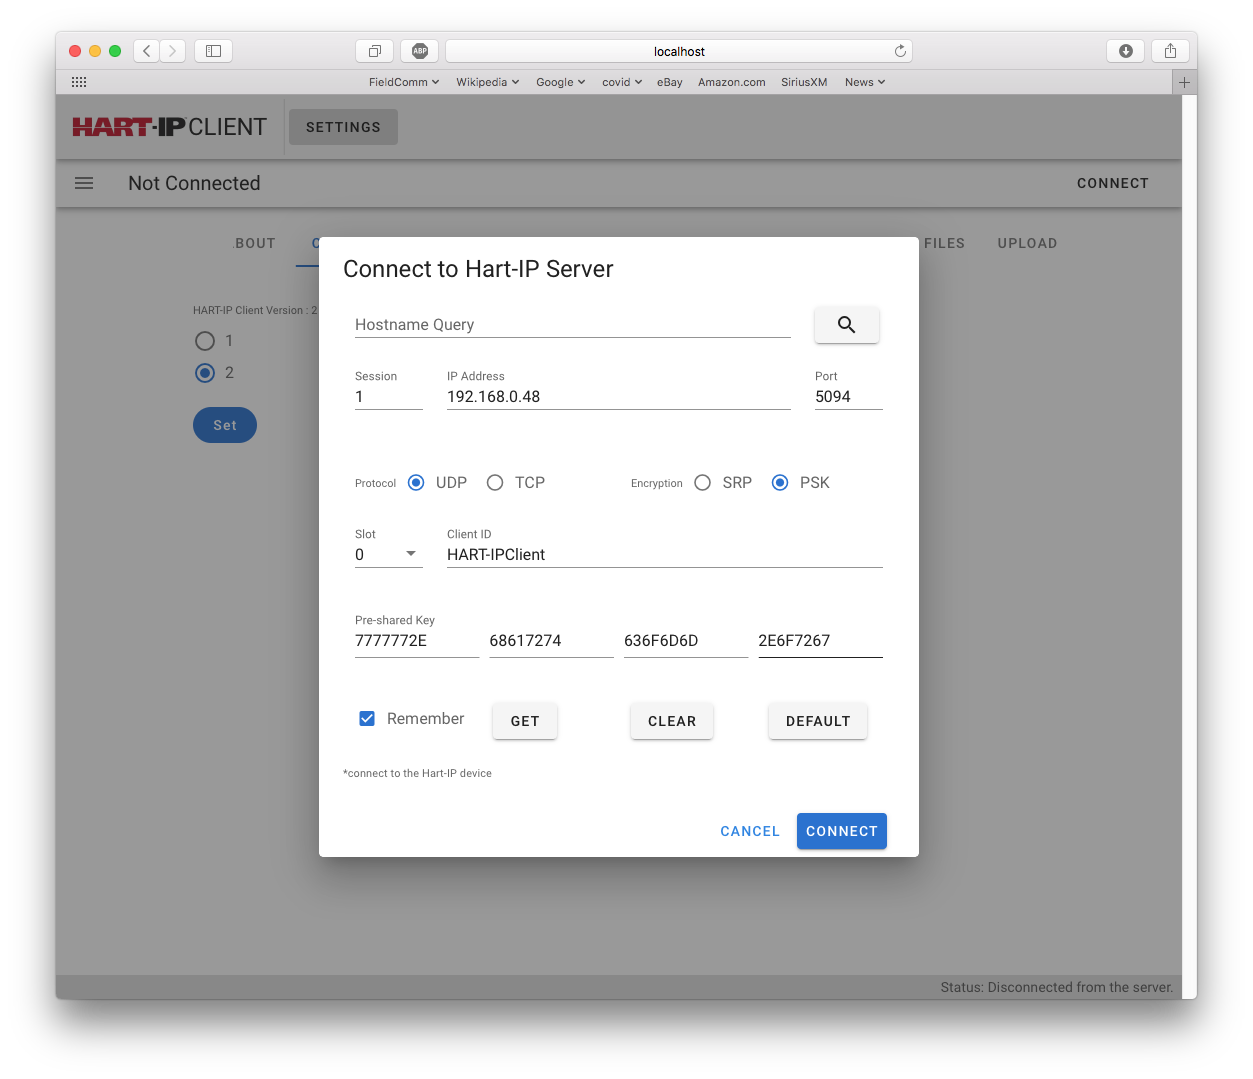 localhost
ABP
FieldComm Wikipedia Google covid eBay Amazon.com SiriusXM News
HART-IP CLIENT SETTINGS
Not Connected CONNECT
BOUT C FILES UPLOAD
Connect to Hart-IP Server
HART-IP Client Version : 2.
Hostname Query
1
2
Set
Session IP Address Port
1 192.168.0.48 5094
Protocol UDP TCP Encryption SRP PSK
Slot Client ID
0 HART-IPClient
Pre-shared Key
7777772E 68617274 636F6D6D 2E6F7267
Remember GET CLEAR DEFAULT
*connect to the Hart-IP device
CANCEL CONNECT
Status: Disconnected from the server.